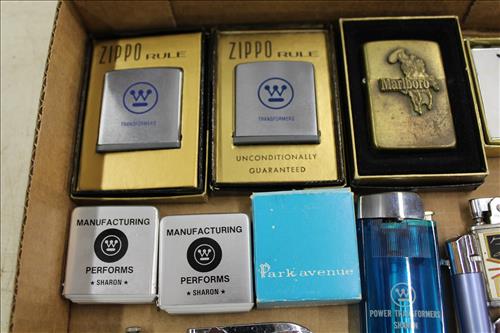 ZIPPO RULE
W
TRANSFORMERS
ZIPPO RULE
W
TRANSFORMERS
UNCONDITIONALLY
GUARANTEED
Marlboro
MANUFACTURING
W
PERFORMS
★ SHARON ★
MANUFACTURING
W
PERFORMS
★ SHARON ★
Park avenue
W
POWER TRANSFORMERS
SHARON